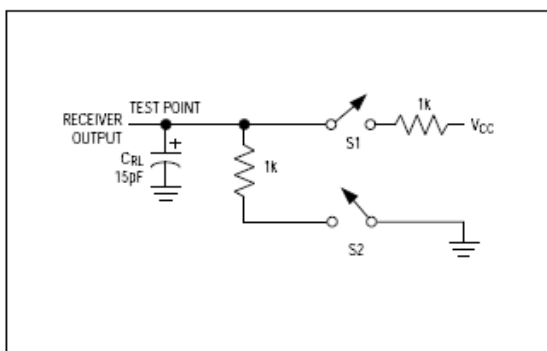 TEST POINT
RECEIVER
OUTPUT
+
CRL
15pF
1k
S1
1k
VCC
S2